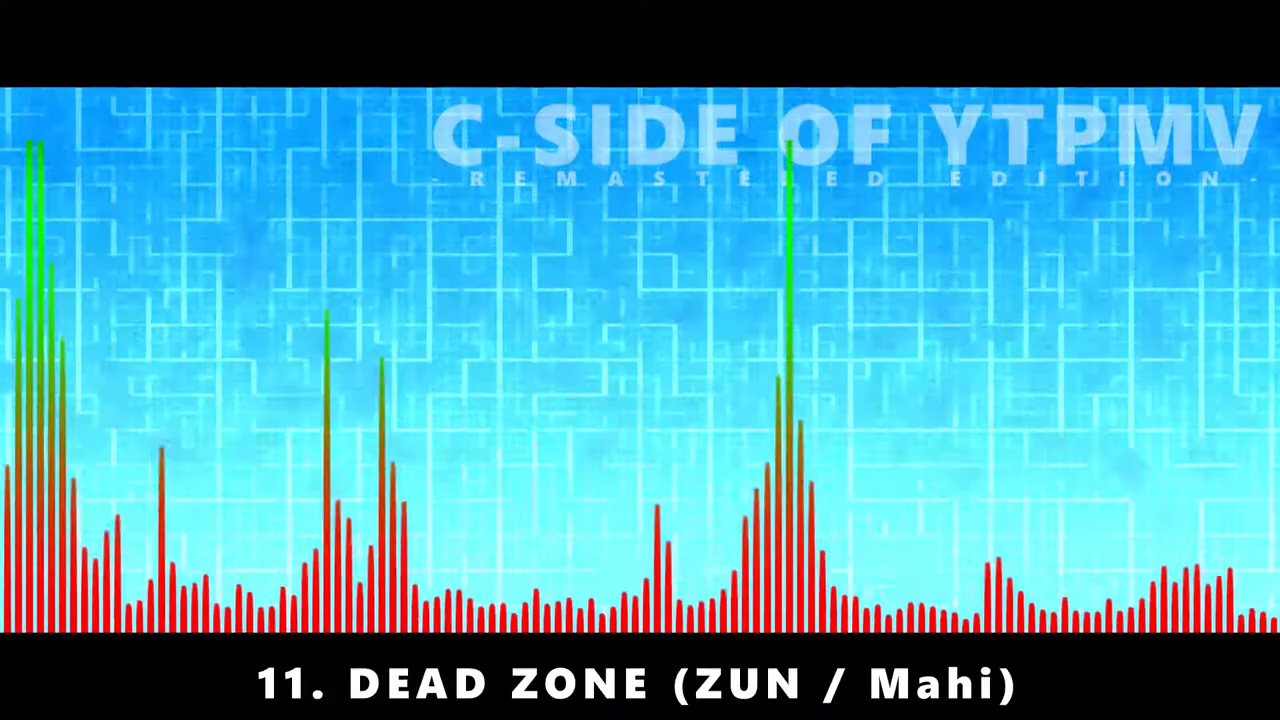 C-SIDE OF YTPMV
- REMASTERED EDITION -
11. DEAD ZONE (ZUN / Mahi)